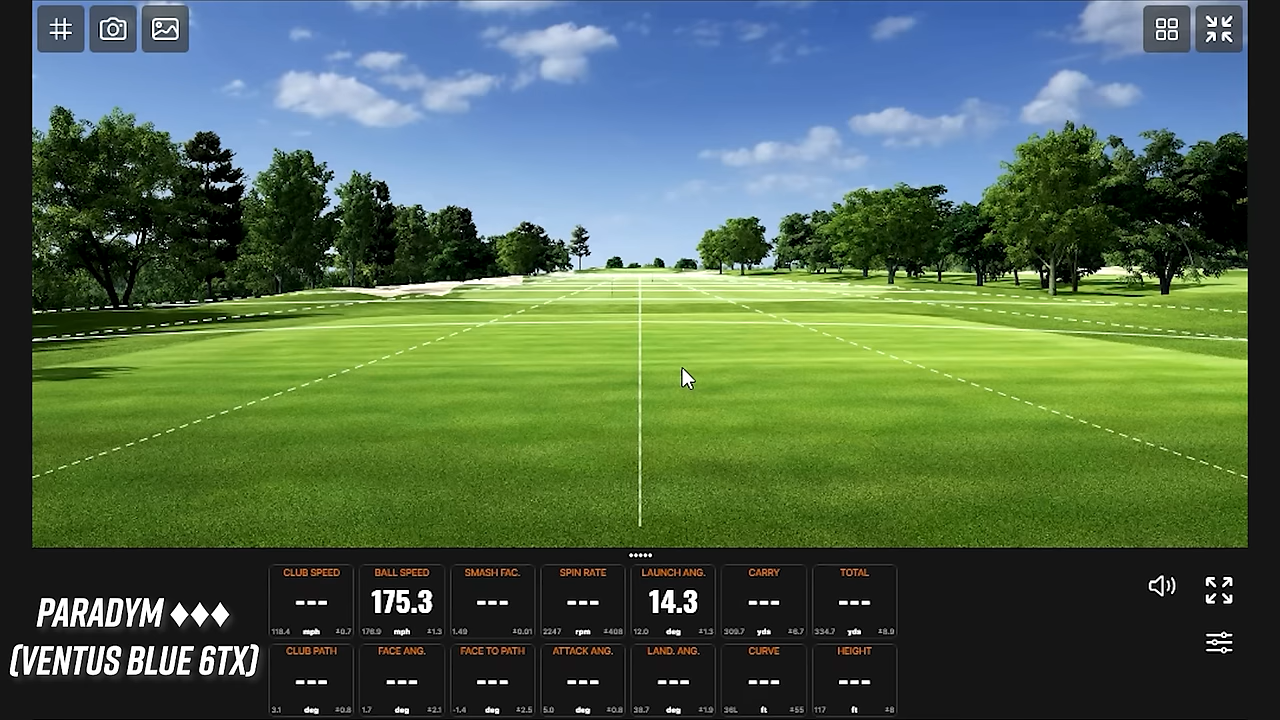 CLUB SPEED BALL SPEED SMASH FAC. SPIN RATE LAUNCH ANG. CARRY TOTAL
--- 175.3 --- --- 14.3 --- ---
118.4 mph ±0.7 176.9 mph ±1.3 1.49 ±0.01 2247 rpm ±408 12.0 deg ±1.3 309.7 yds ±6.7 334.7 yds ±8.9
PARADYM ♦♦♦
(VENTUS BLUE 6TX)
CLUB PATH FACE ANG. FACE TO PATH ATTACK ANG. LAND. ANG. CURVE HEIGHT
--- --- --- --- --- --- ---
3.1 deg ±0.8 1.7 deg ±2.1 -1.4 deg ±2.5 5.0 deg ±0.8 38.7 deg ±1.9 36L ft ±55 117 ft ±8